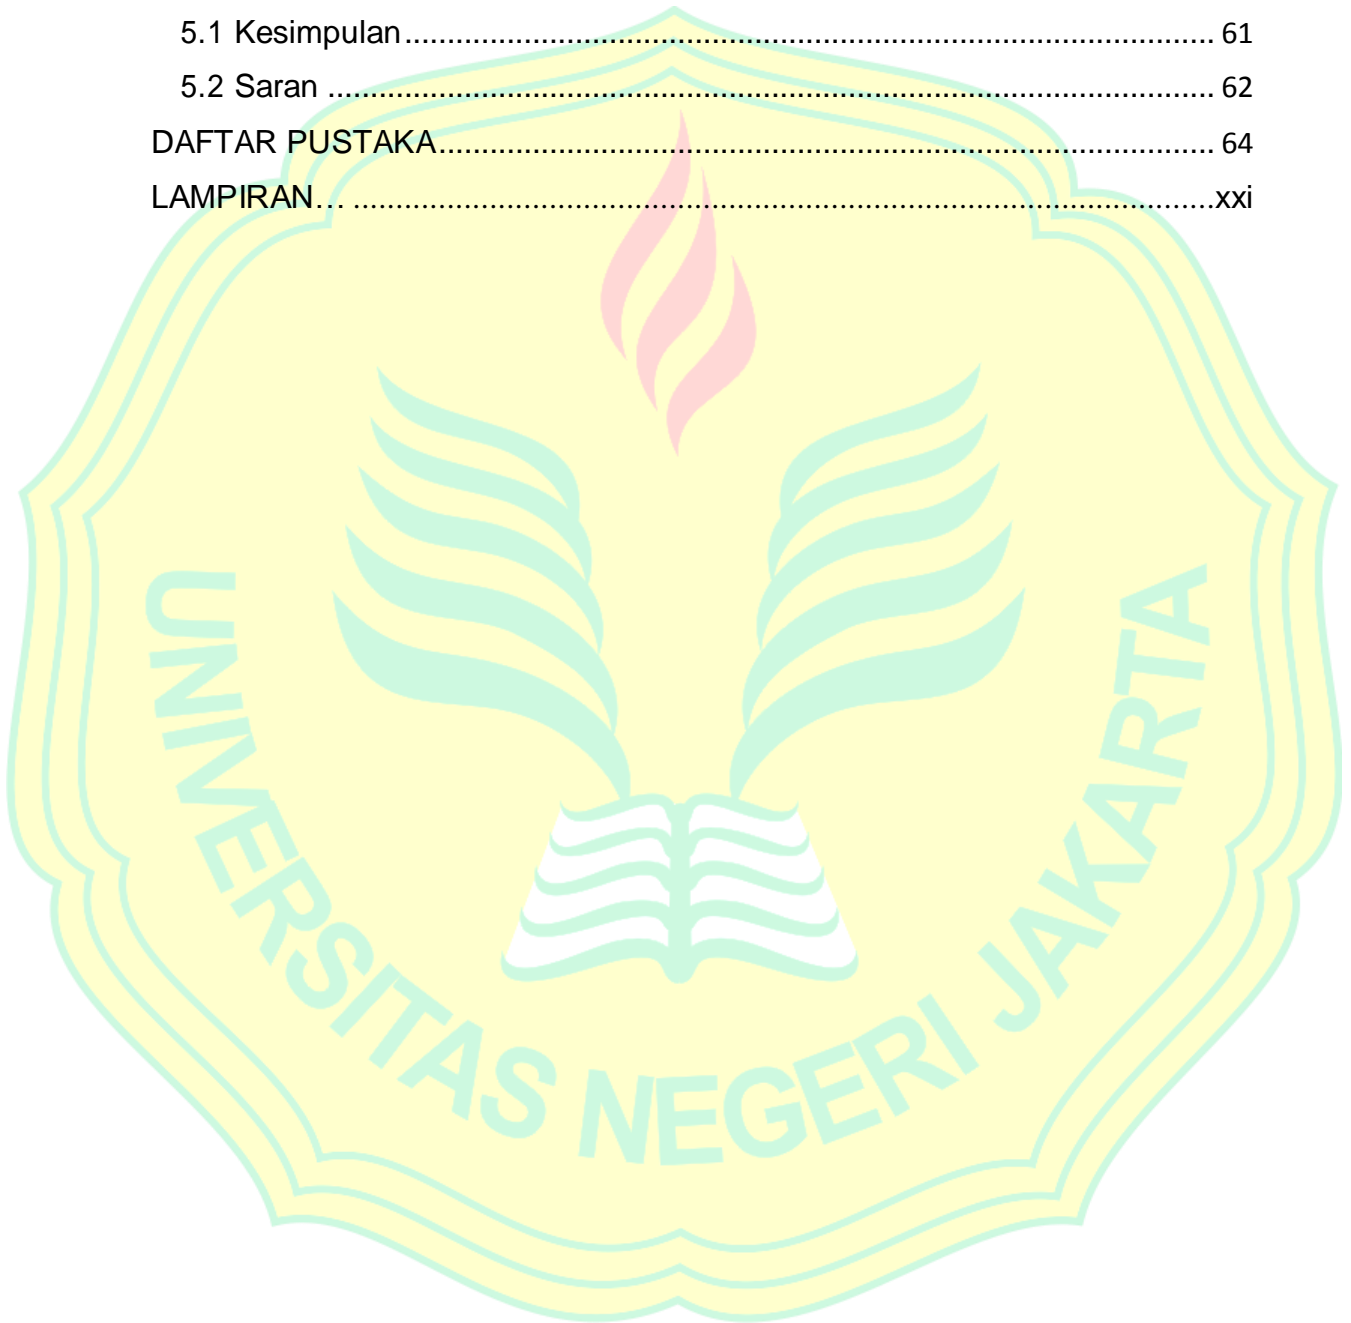 5.1 Kesimpulan ............................................................................................... 61
5.2 Saran ........................................................................................................ 62
DAFTAR PUSTAKA........................................................................................... 64
LAMPIRAN… .....................................................................................................xxi
UNIVERSITAS NEGERI JAKARTA